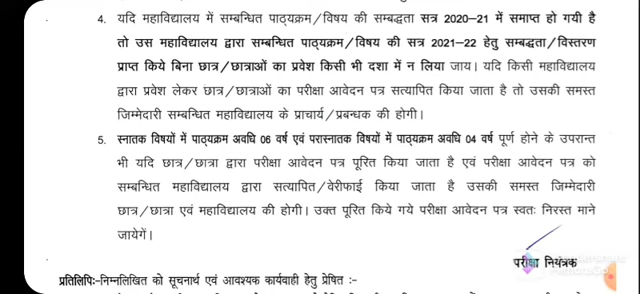 4. यदि महाविद्यालय में सम्बन्धित पाठ्यक्रम/विषय की सम्बद्धता सत्र 2020-21 में समाप्त हो गयी है
तो उस महाविद्यालय द्वारा सम्बन्धित पाठ्यक्रम/विषय की सत्र 2021-22 हेतु सम्बद्धता/विस्तरण
प्राप्त किये बिना छात्र/छात्राओं का प्रवेश किसी भी दशा में न लिया जाय। यदि किसी महाविद्यालय
द्वारा प्रवेश लेकर छात्र/छात्राओं का परीक्षा आवेदन पत्र सत्यापित किया जाता है तो उसकी समस्त
जिम्मेदारी सम्बन्धित महाविद्यालय के प्राचार्य/प्रबन्धक की होगी।
5. स्नातक विषयों में पाठ्यक्रम अवधि 06 वर्ष एवं परास्नातक विषयों में पाठ्यक्रम अवधि 04 वर्ष पूर्ण होने के उपरान्त
भी यदि छात्र/छात्रा द्वारा परीक्षा आवेदन पत्र पूरित किया जाता है एवं परीक्षा आवेदन पत्र को
सम्बन्धित महाविद्यालय द्वारा सत्यापित/वेरीफाई किया जाता है उसकी समस्त जिम्मेदारी
छात्र/छात्रा एवं महाविद्यालय की होगी। उक्त पूरित किये गये परीक्षा आवेदन पत्र स्वतः निरस्त माने
जायेगें।
परीक्षा नियंत्रक
प्रतिलिपिः-निम्नलिखित को सूचनार्थ एवं आवश्यक कार्यवाही हेतु प्रेषित :-